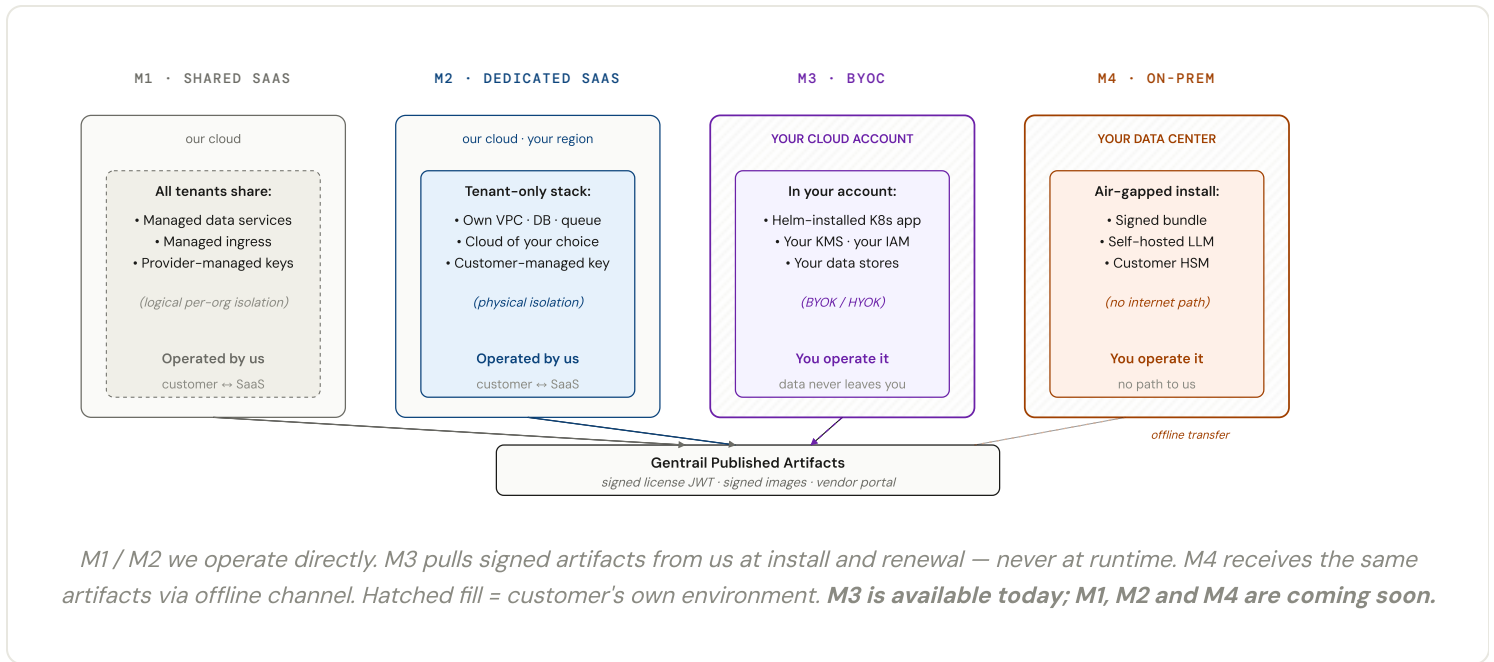 M1 · SHARED SAAS
our cloud
All tenants share:
• Managed data services
• Managed ingress
• Provider-managed keys
(logical per-org isolation)
Operated by us
customer ↔ SaaS
M2 · DEDICATED SAAS
our cloud · your region
Tenant-only stack:
• Own VPC · DB · queue
• Cloud of your choice
• Customer-managed key
(physical isolation)
Operated by us
customer ↔ SaaS
M3 · BYOC
YOUR CLOUD ACCOUNT
In your account:
• Helm-installed K8s app
• Your KMS · your IAM
• Your data stores
(BYOK / HYOK)
You operate it
data never leaves you
M4 · ON-PREM
YOUR DATA CENTER
Air-gapped install:
• Signed bundle
• Self-hosted LLM
• Customer HSM
(no internet path)
You operate it
no path to us
offline transfer
Gentrail Published Artifacts
signed license JWT · signed images · vendor portal
M1 / M2 we operate directly. M3 pulls signed artifacts from us at install and renewal — never at runtime. M4 receives the same
artifacts via offline channel. Hatched fill = customer's own environment. M3 is available today; M1, M2 and M4 are coming soon.